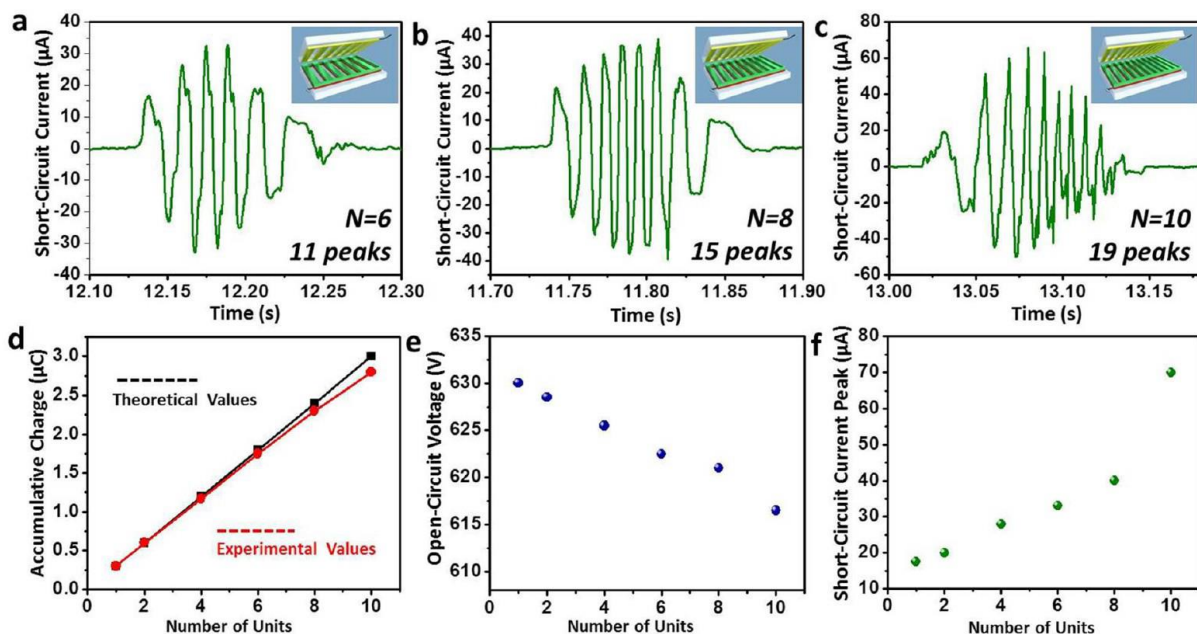 a
Short-Circuit Current (µA)
40
30
20
10
0
-10
-20
-30
-40
12.10 12.15 12.20 12.25 12.30
Time (s)
N=6
11 peaks
b
Short-Circuit Current (µA)
40
20
0
-20
-40
11.70 11.75 11.80 11.85 11.90
Time (s)
N=8
15 peaks
c
Short-Circuit Current (µA)
80
60
40
20
0
-20
-40
-60
13.00 13.05 13.10 13.15
Time (s)
N=10
19 peaks
d
Accumulative Charge (µC)
3.0
2.5
2.0
1.5
1.0
0.5
0.0
0 2 4 6 8 10
Number of Units
Theoretical Values
Experimental Values
e
Open-Circuit Voltage (V)
635
630
625
620
615
610
0 2 4 6 8 10
Number of Units
f
Short-Circuit Current Peak (µA)
80
70
60
50
40
30
20
10
0 2 4 6 8 10
Number of Units